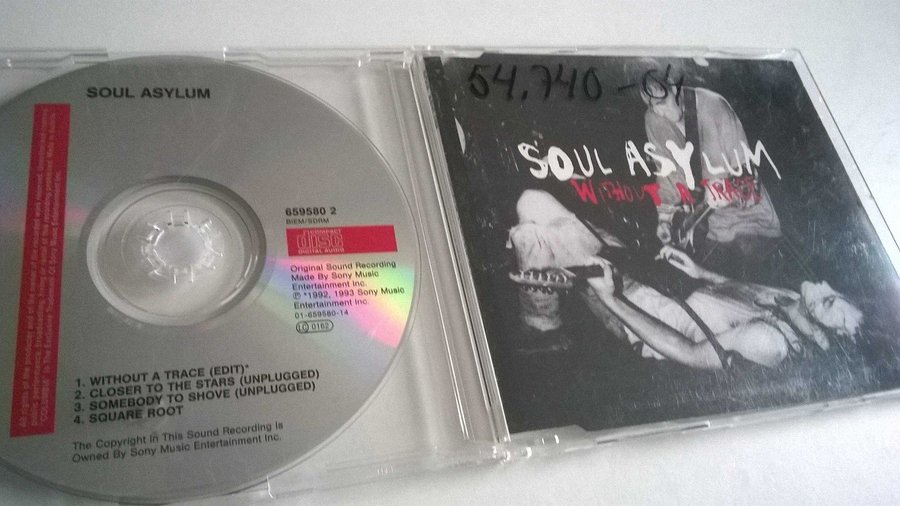 SOUL ASYLUM
659580 2
BIEM/SDRM
COMPACT
disc
DIGITAL AUDIO
Original Sound Recording
Made By Sony Music
Entertainment Inc.
℗ *1992, 1993 Sony Music
Entertainment Inc.
01-659580-14
LC 0162
1. WITHOUT A TRACE (EDIT)*
2. CLOSER TO THE STARS (UNPLUGGED)
3. SOMEBODY TO SHOVE (UNPLUGGED)
4. SQUARE ROOT
The Copyright In This Sound Recording Is
Owned By Sony Music Entertainment Inc.
54.740-04
SOUL ASYLUM
WITHOUT A TRACE